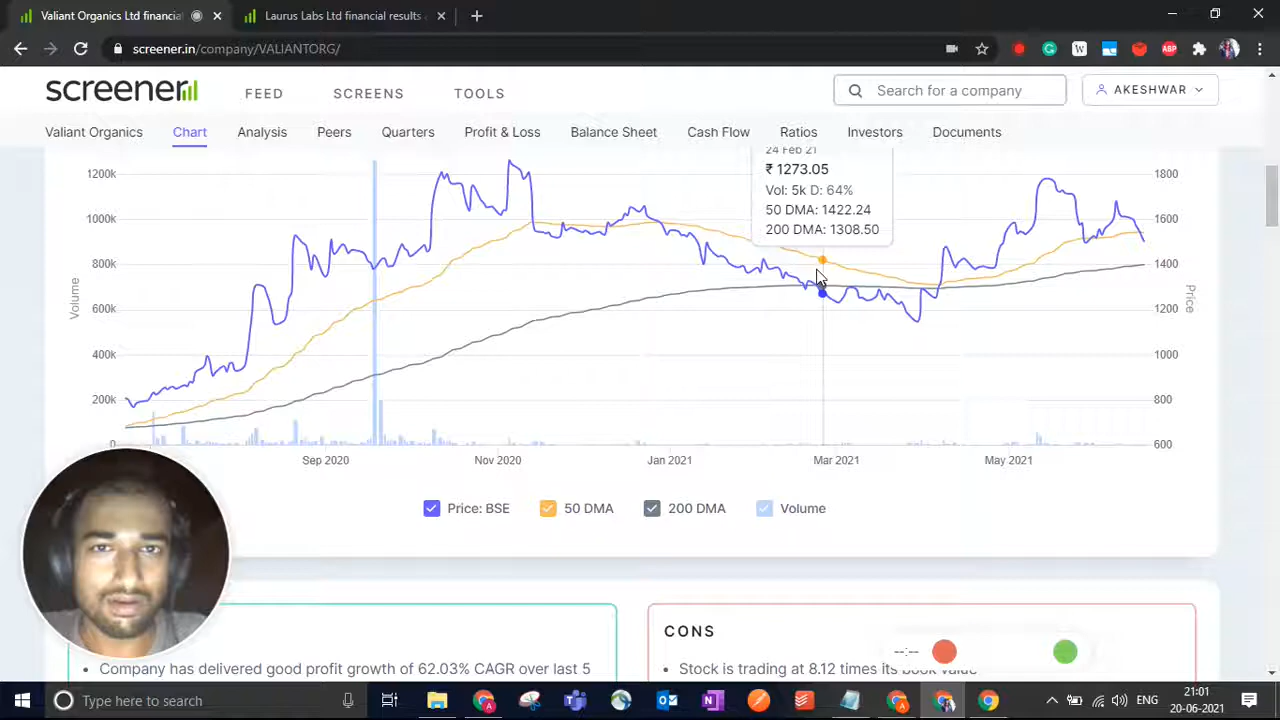 Valiant Organics Ltd financia
Laurus Labs Ltd financial results
screener.in/company/VALIANTORG/
W
ABP
screener
FEED
SCREENS
TOOLS
Search for a company
AKESHWAR
Valiant Organics
Chart
Analysis
Peers
Quarters
Profit & Loss
Balance Sheet
Cash Flow
Ratios
Investors
Documents
24 Feb 21
₹ 1273.05
Vol: 5k D: 64%
50 DMA: 1422.24
200 DMA: 1308.50
1200k
1000k
800k
600k
400k
200k
0
Volume
1800
1600
1400
1200
1000
800
600
Price
Sep 2020
Nov 2020
Jan 2021
Mar 2021
May 2021
Price: BSE
50 DMA
200 DMA
Volume
Company has delivered good profit growth of 62.03% CAGR over last 5
CONS
Stock is trading at 8.12 times its book value
--:--
Type here to search
ENG
21:01
20-06-2021